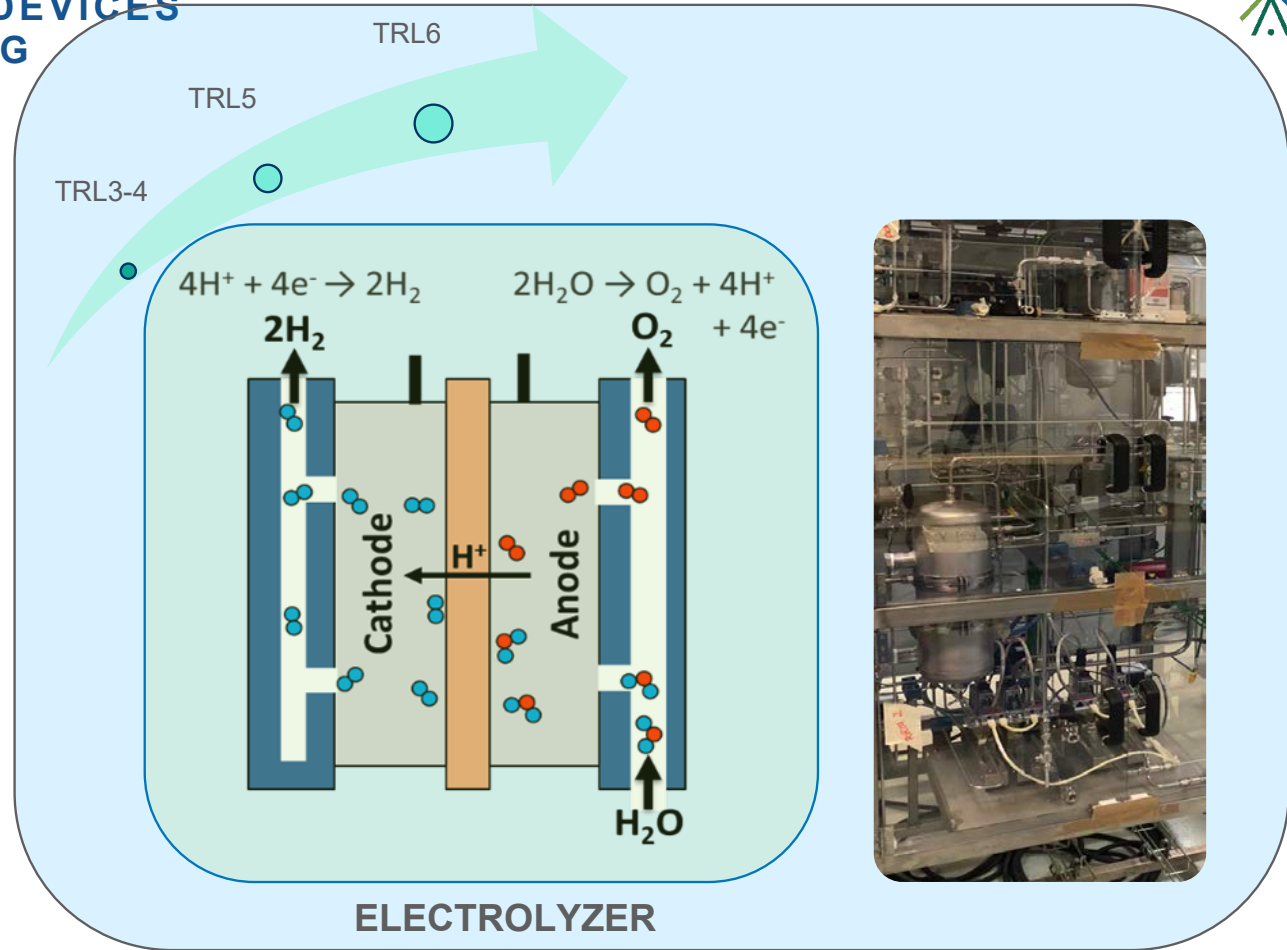 DEVICES
G
TRL6
TRL5
TRL3-4
4H⁺ + 4e⁻ → 2H₂
2H₂O → O₂ + 4H⁺
+ 4e⁻
2H₂
O₂
Cathode
H⁺
Anode
H₂O
ELECTROLYZER